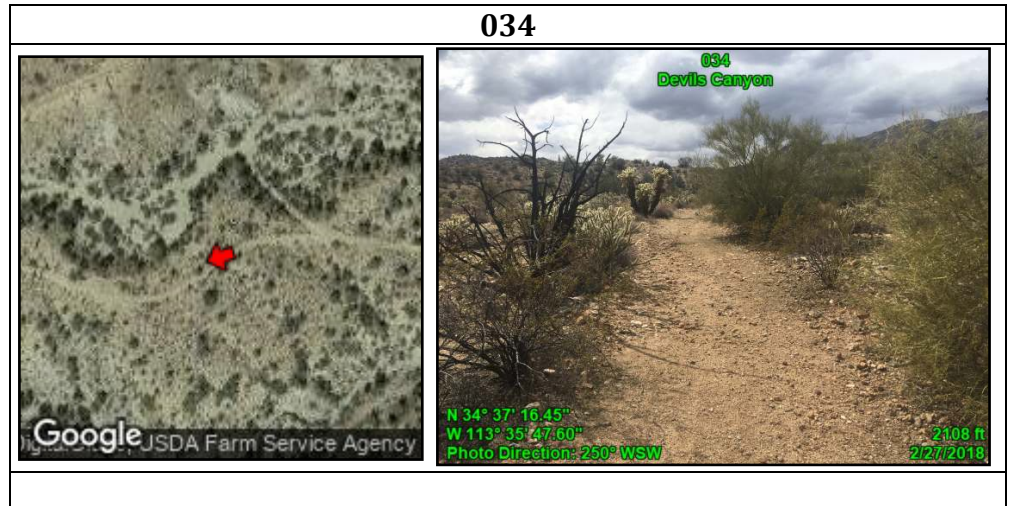 034
Google
USDA Farm Service Agency
034
Devils Canyon
N 34° 37' 16.45"
W 113° 35' 47.60"
Photo Direction: 250° WSW
2108 ft
2/27/2018